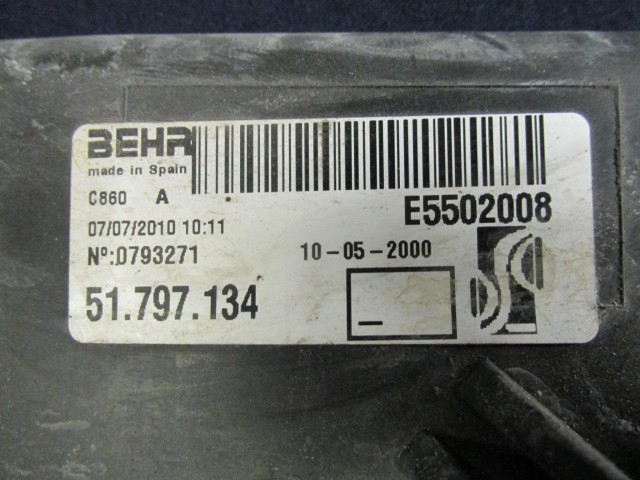 BEHR
made in Spain
C860 A
E5502008
07/07/2010 10:11
Nº:0793271
10-05-2000
51.797.134